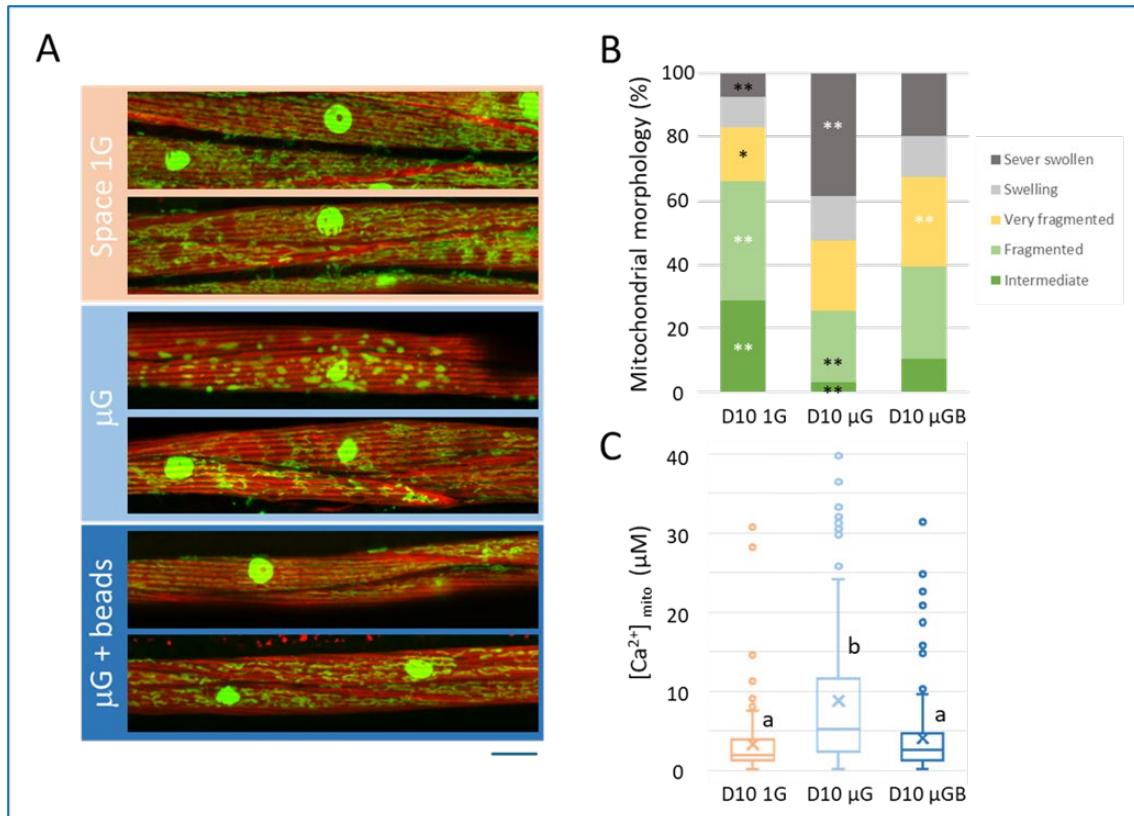 A
Space 1G
μG
μG + beads
B
Mitochondrial morphology (%)
100
80
60
40
20
0
**
*
**
**
**
**
**
**
D10 1G
D10 μG
D10 μGB
Sever swollen
Swelling
Very fragmented
Fragmented
Intermediate
C
[Ca²⁺] mito (μM)
40
30
20
10
0
a
b
a
D10 1G
D10 μG
D10 μGB